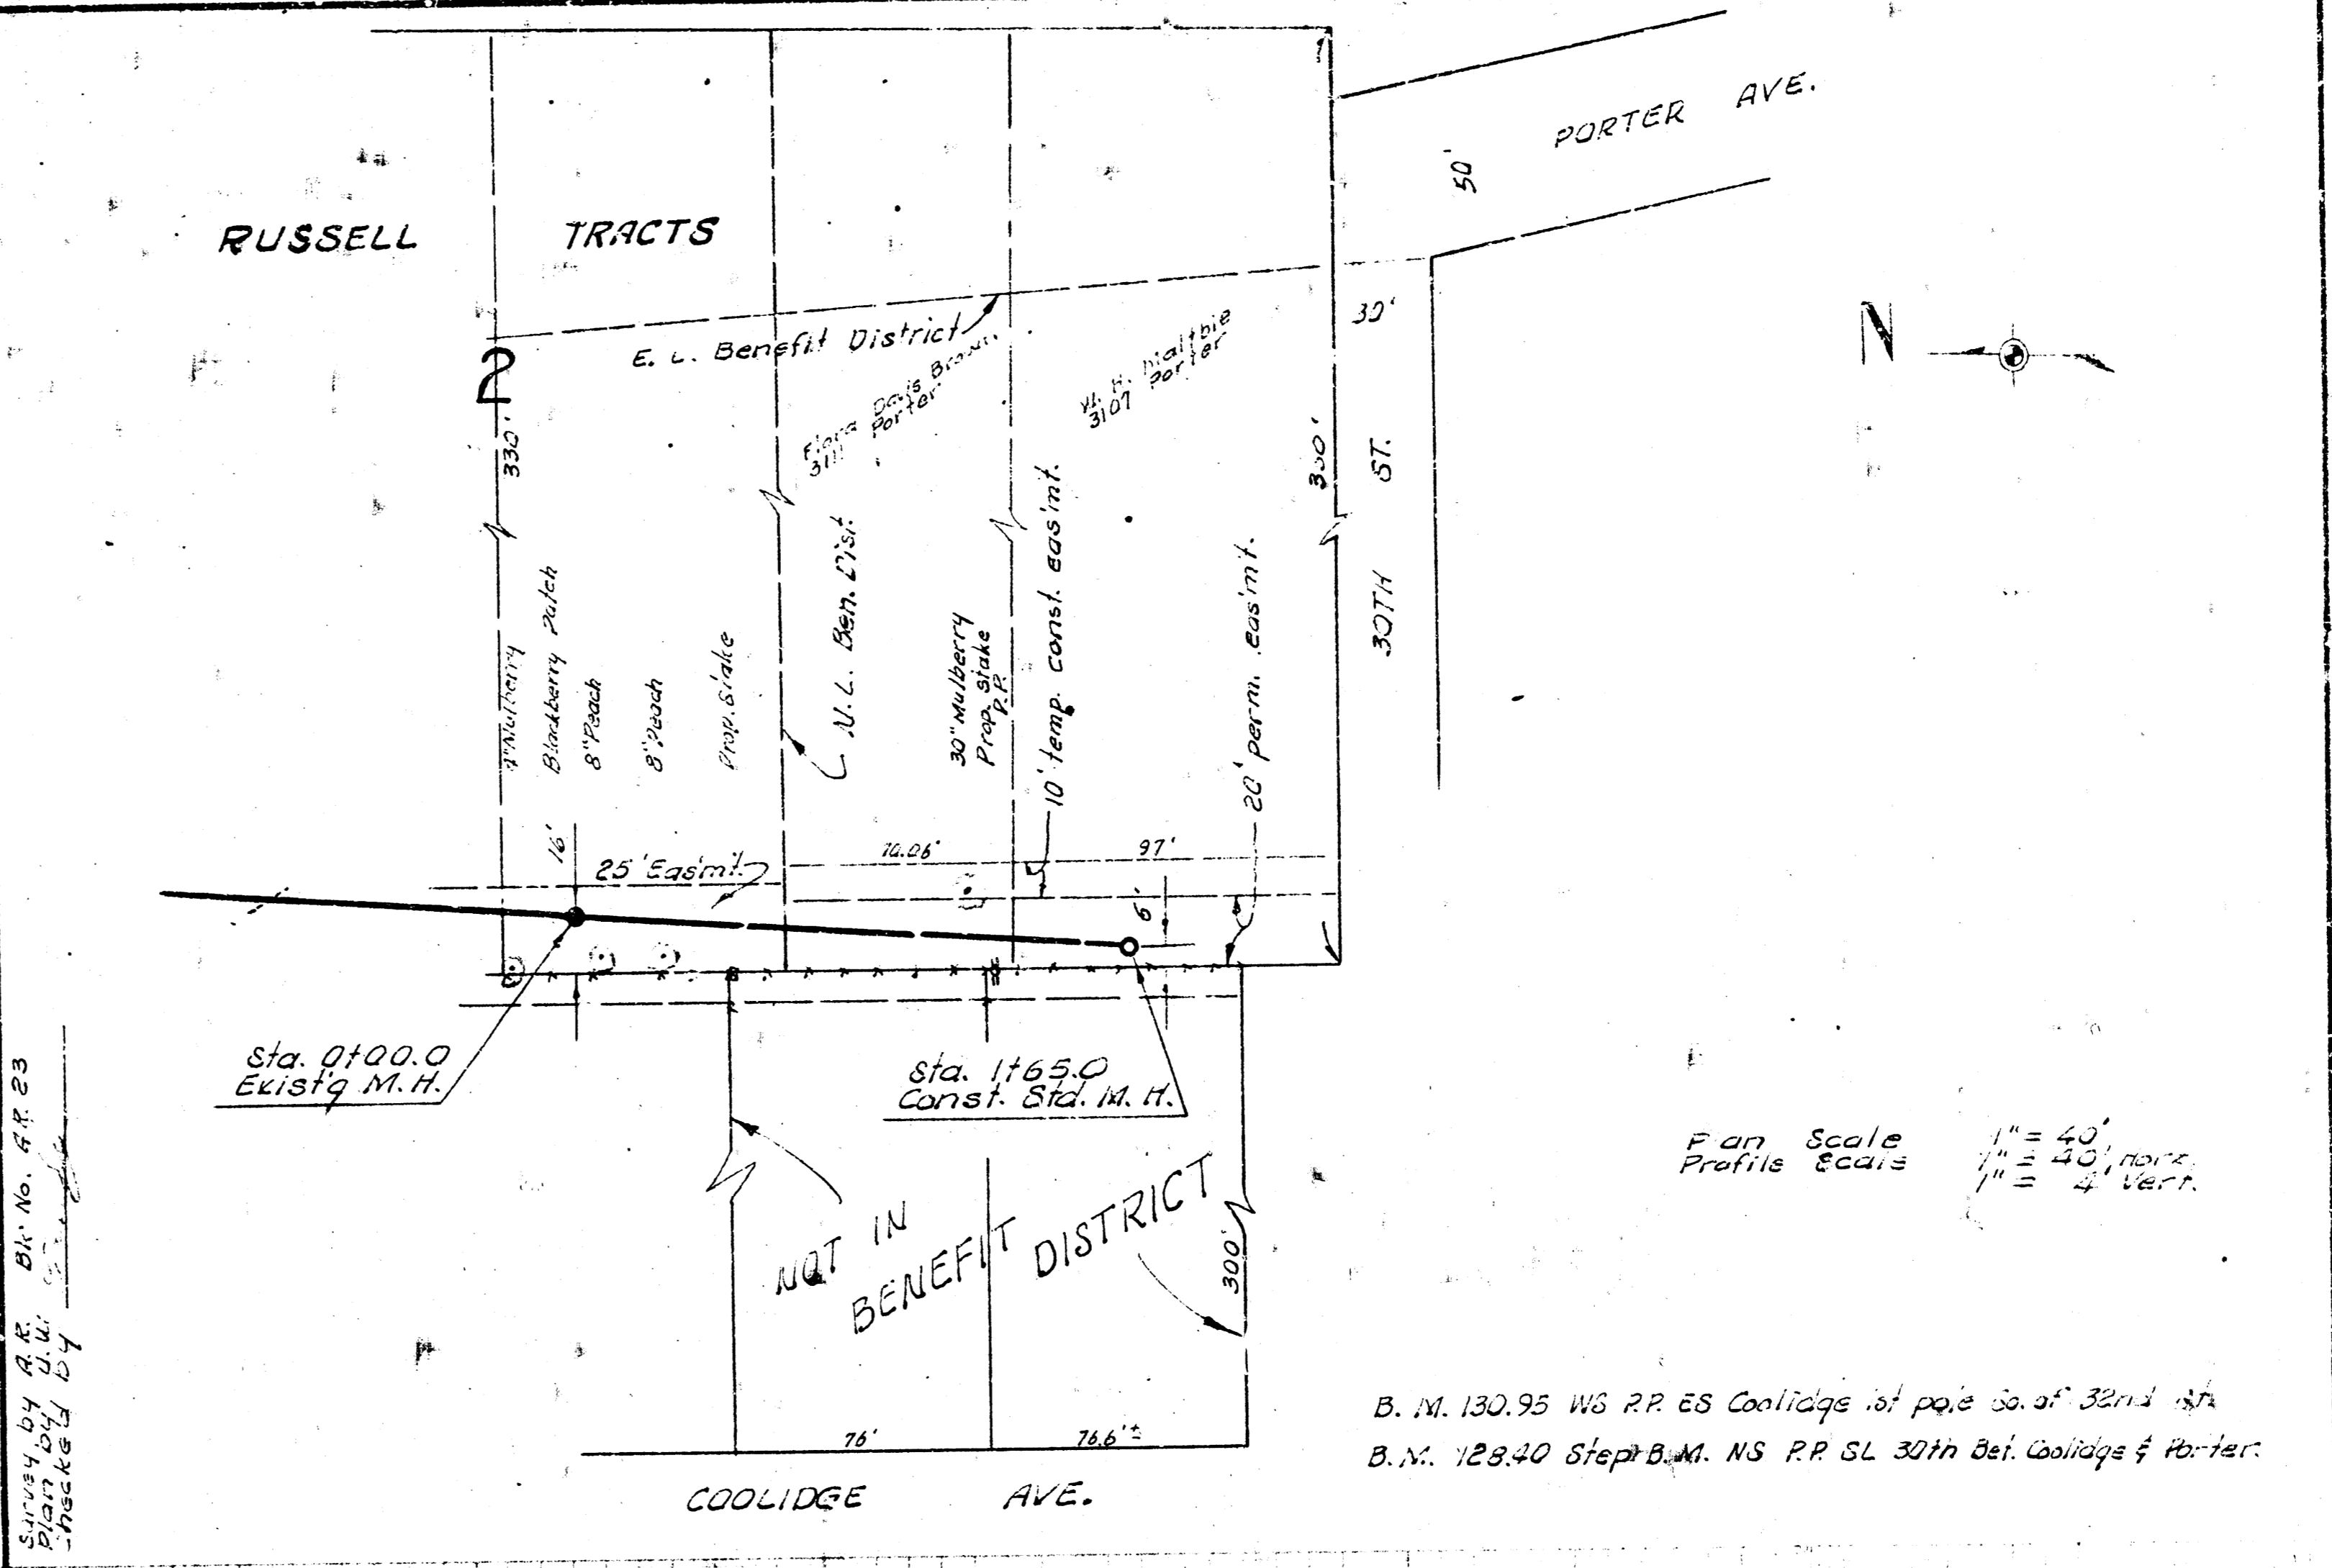 PORTER AVE.
50'
RUSSELL TRACTS
30'
E. L. Benefit District
2
330'
Flora Davis Brown
3111 Porter
W. H. Maltbie
3107 Porter
300'
30TH ST.
N
N. L. Ben. Dist.
10' temp. const. eas'mt.
20' perm. eas'mt.
Mulberry
Blackberry Patch
8" Peach
8" Peach
Prop. Stake
30" Mulberry
Prop. Stake
P.P.
16'
25' Eas'mt.
70.06'
97'
6'
Sta. 0+00.0
Exist'g M.H.
Sta. 1+65.0
Const. Std. M.H.
Plan Scale 1" = 40'
Profile Scale 1" = 40' Horz.
1" = 4' Vert.
NOT IN
BENEFIT DISTRICT
300'
76'
76.6'±
COOLIDGE AVE.
B.M. 130.95 WS P.P. ES Coolidge 1st pole So. of 32nd
B.M. 128.40 Step B.M. NS P.P. SL 30th Bet. Coolidge & Porter.
Survey by A.R. Bk. No. A.R. 23
Plan by
Checked by